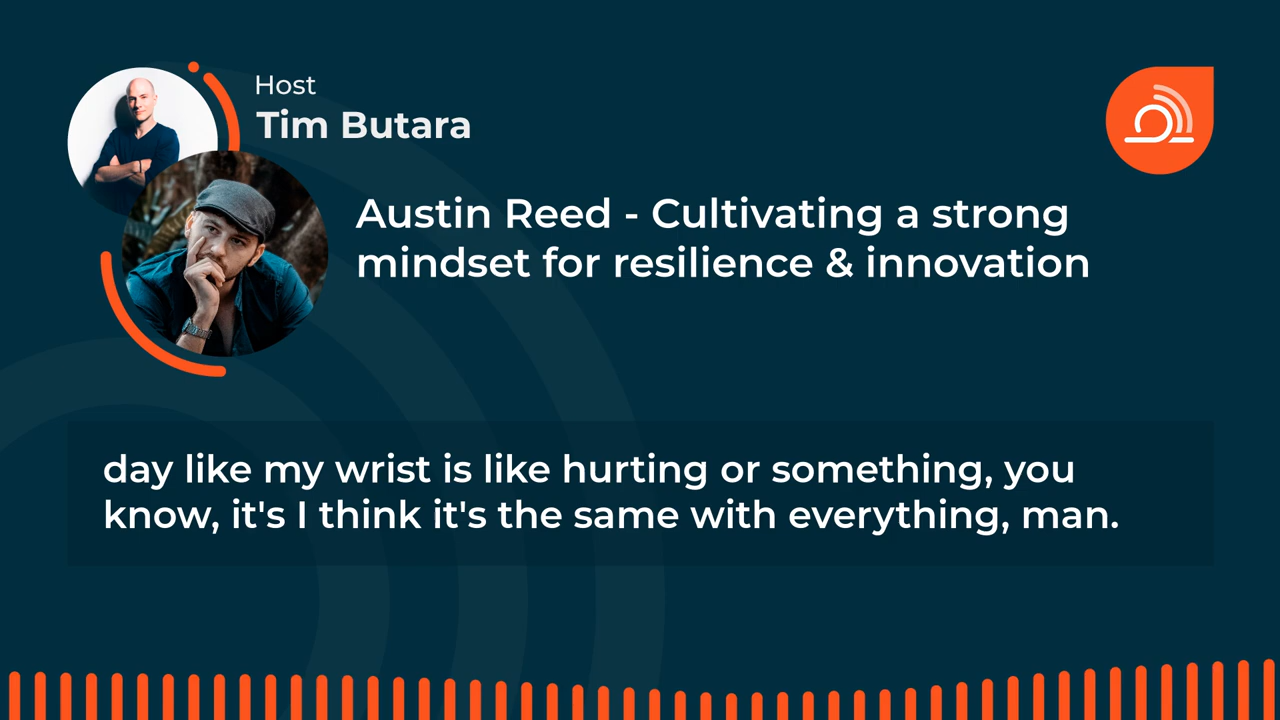 Host
Tim Butara
Austin Reed - Cultivating a strong
mindset for resilience & innovation
day like my wrist is like hurting or something, you
know, it's I think it's the same with everything, man.